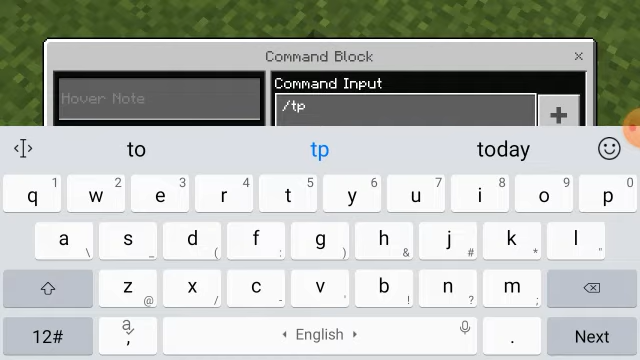 Command Block ×
Command Input
Hover Note
/tp
+
to tp today
1 2 3 4 5 6 7 8 9 0
q w e r t y u i o p
a s d f g h j k l
\ _ ( : ) & # * "
z x c v b n m
@ / - ' ! ? ;
12# , English . Next